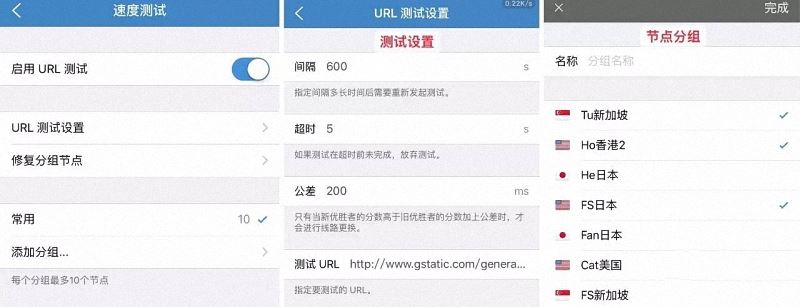 速度测试
启用 URL 测试
URL 测试设置
修复分组节点
常用 10
添加分组...
每个分组最多10个节点
0.22K/s
URL 测试设置
测试设置
间隔 600 s
指定间隔多长时间后需要重新发起测试。
超时 5 s
如果测试在超时前未完成，放弃测试。
公差 200 ms
只有当新优胜者的分数高于旧优胜者的分数加上公差时，才
会进行线路更换。
测试 URL http://www.gstatic.com/genera...
指定要测试的 URL。
完成
节点分组
名称 分组名称
Tu新加坡
Ho香港2
He日本
FS日本
Fan日本
Cat美国
FS新加坡